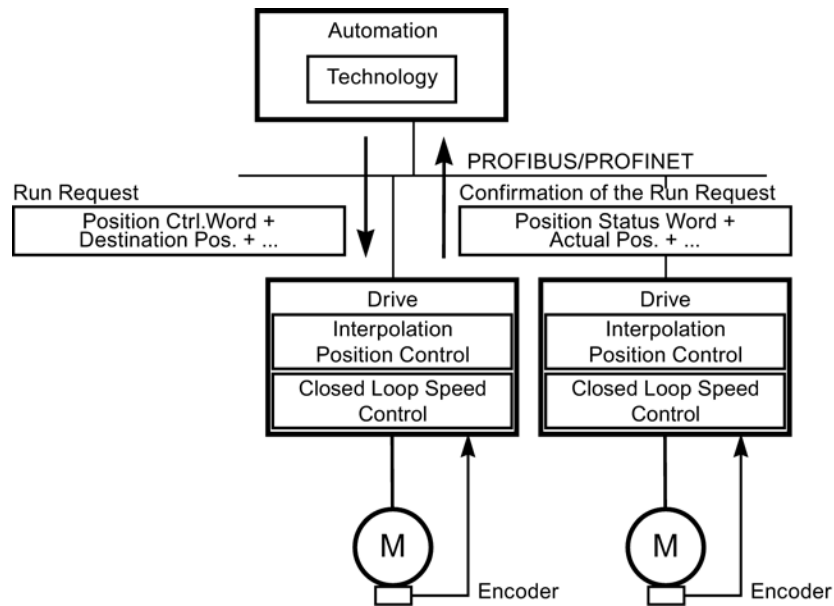 Automation
Technology
PROFIBUS/PROFINET
Run Request
Position Ctrl.Word +
Destination Pos. + ...
Confirmation of the Run Request
Position Status Word +
Actual Pos. + ...
Drive
Interpolation
Position Control
Closed Loop Speed
Control
M
Encoder
Drive
Interpolation
Position Control
Closed Loop Speed
Control
M
Encoder